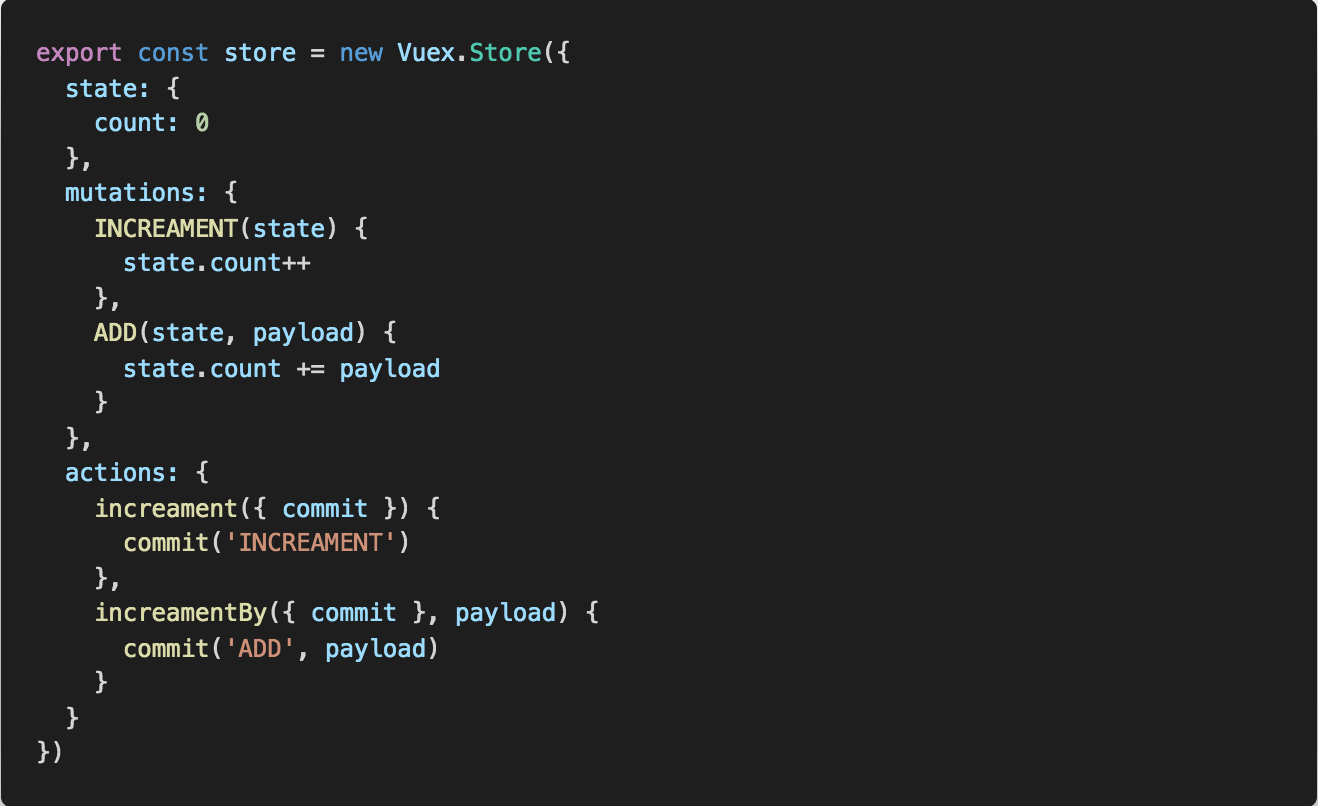 export const store = new Vuex.Store({
  state: {
    count: 0
  },
  mutations: {
    INCREAMENT(state) {
      state.count++
    },
    ADD(state, payload) {
      state.count += payload
    }
  },
  actions: {
    increament({ commit }) {
      commit('INCREAMENT')
    },
    increamentBy({ commit }, payload) {
      commit('ADD', payload)
    }
  }
})